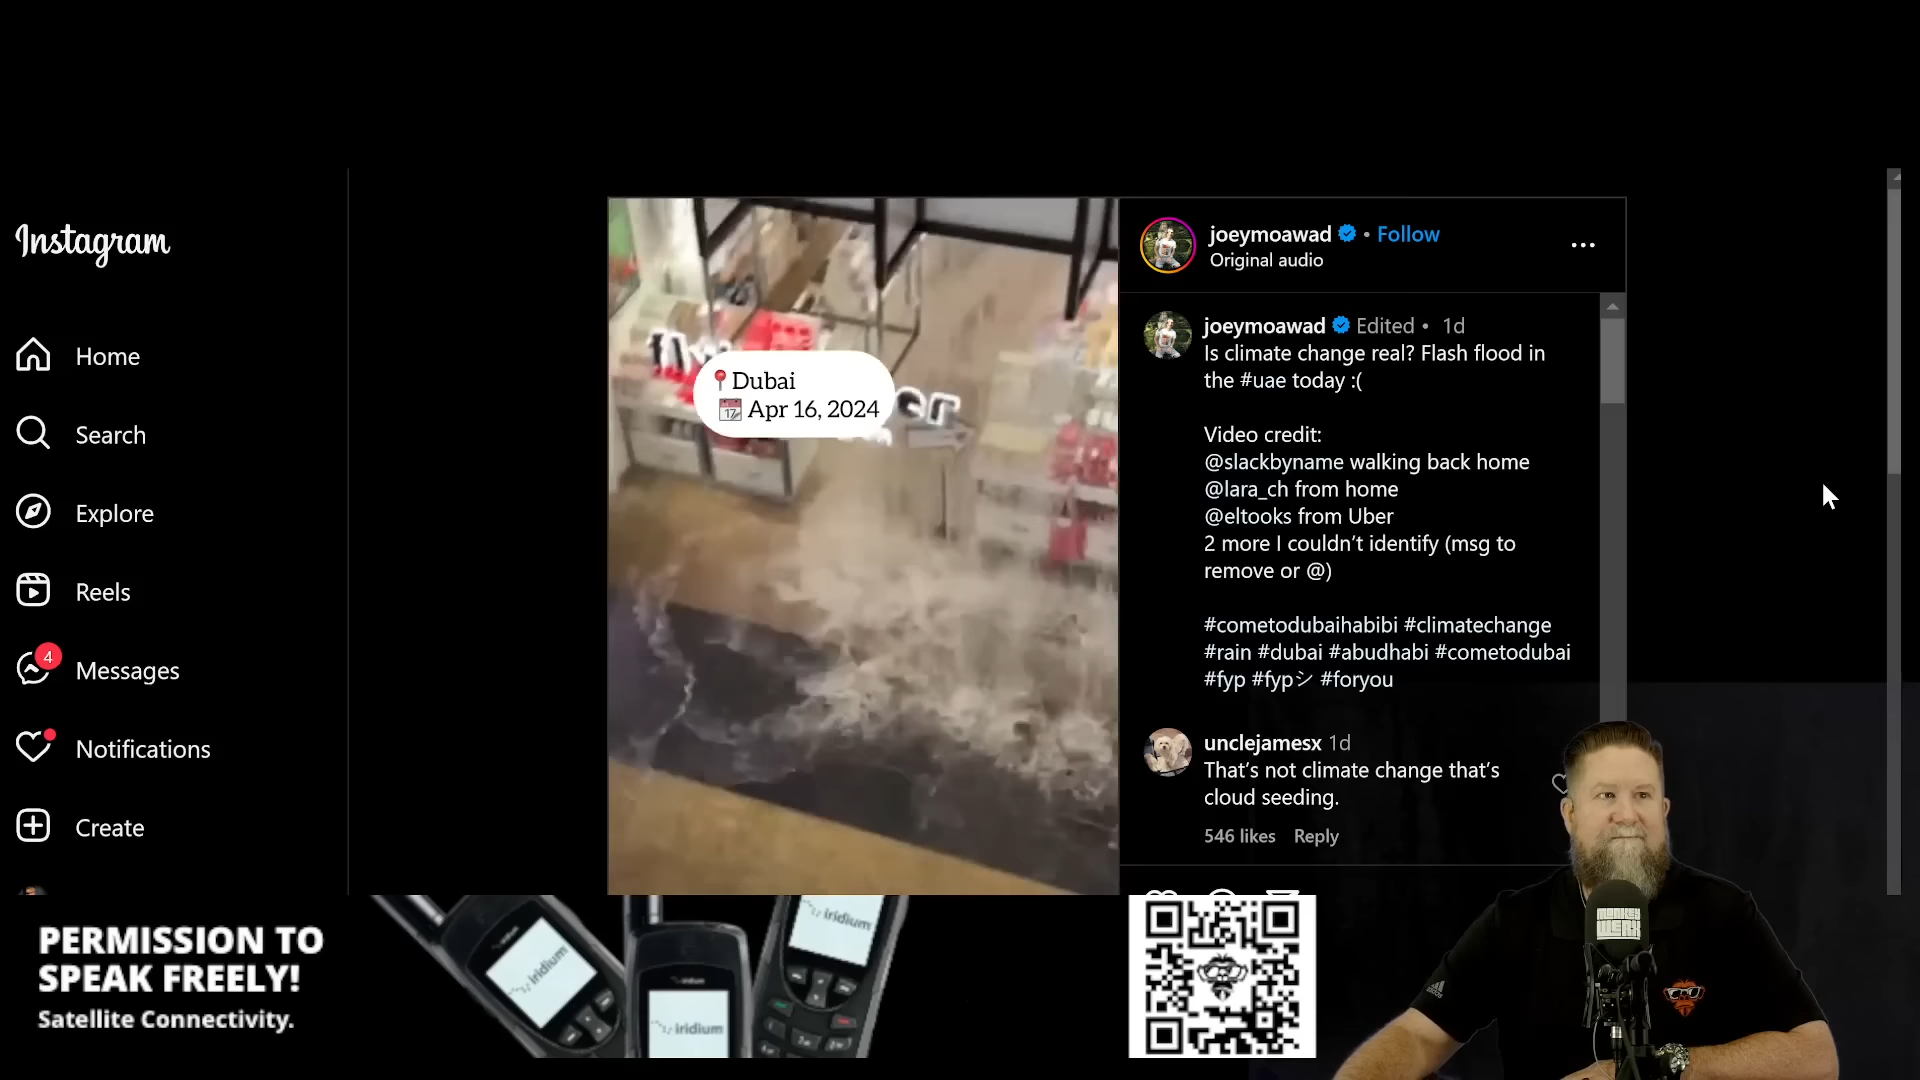 Instagram
Home
Search
Explore
Reels
4
Messages
Notifications
Create
📍Dubai
17 Apr 16, 2024
joeymoawad • Follow
Original audio
joeymoawad Edited • 1d
Is climate change real? Flash flood in
the #uae today :(
Video credit:
@slackbyname walking back home
@lara_ch from home
@eltooks from Uber
2 more I couldn’t identify (msg to
remove or @)
#cometodubaihabibi #climatechange
#rain #dubai #abudhabi #cometodubai
#fyp #fypシ #foryou
unclejamesx 1d
That’s not climate change that’s
cloud seeding.
546 likes Reply
PERMISSION TO
SPEAK FREELY!
Satellite Connectivity.
iridium
iridium
iridium
MONKEY
WERX
adidas